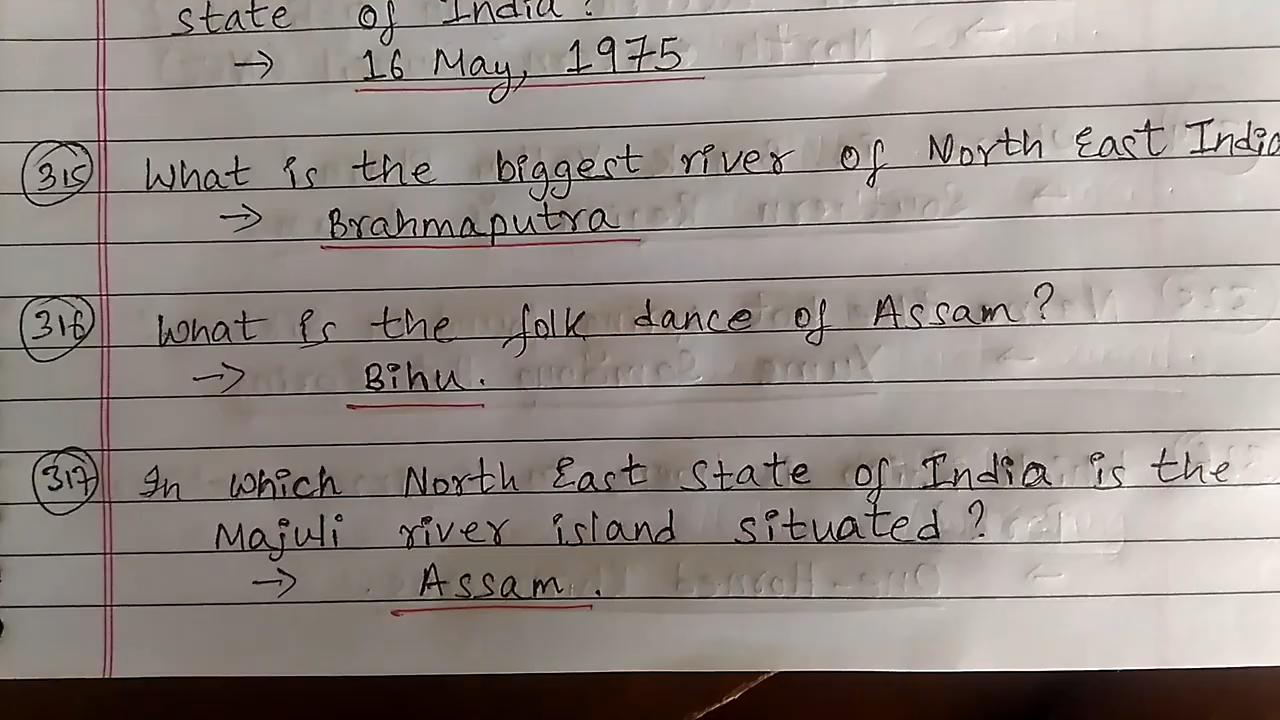 state of India?
→ 16 May, 1975
315 What is the biggest river of North East India
→ Brahmaputra
316 What is the folk dance of Assam?
→ Bihu.
317 In which North East State of India is the
Majuli river island situated?
→ Assam.